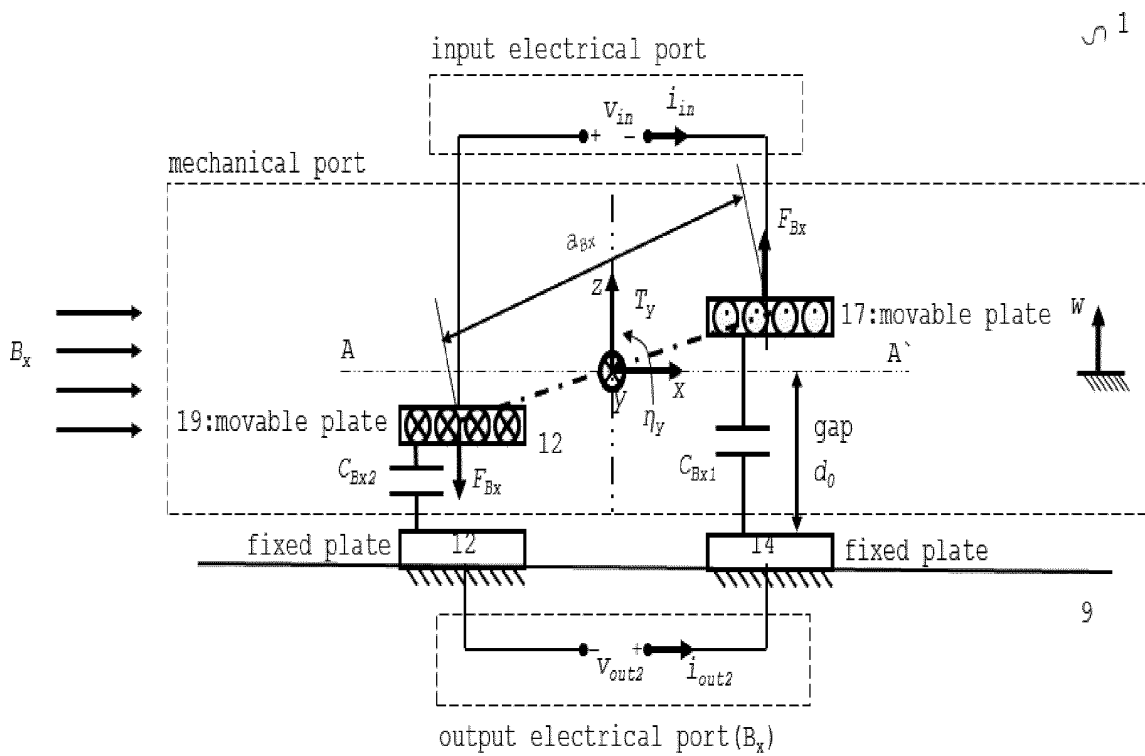 1
input electrical port
v_in i_in
+ -
mechanical port
a_Bx
F_Bx
z T_y
17:movable plate
W
B_x
A A`
x
y
η_y
19:movable plate
12
gap
C_Bx2 F_Bx C_Bx1 d_0
fixed plate 12 14 fixed plate
9
- +
v_out2 i_out2
output electrical port(B_x)